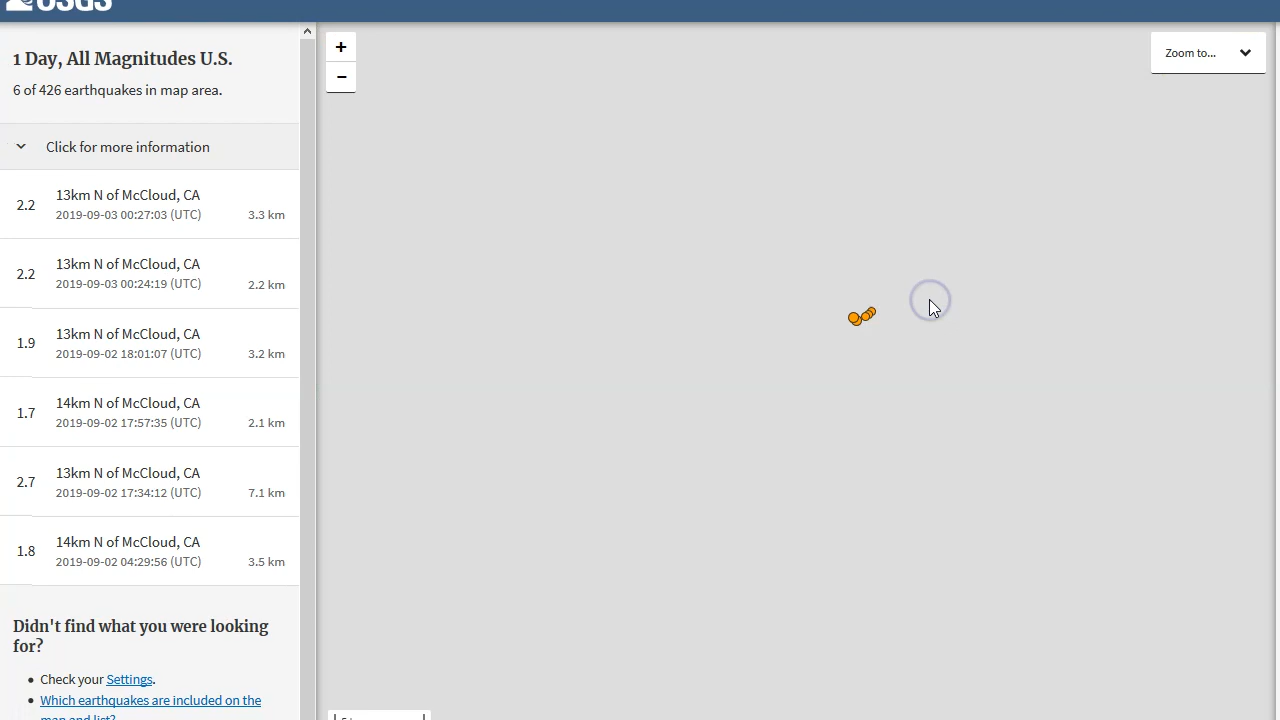 USGS
1 Day, All Magnitudes U.S.
6 of 426 earthquakes in map area.
Click for more information
2.2
13km N of McCloud, CA
2019-09-03 00:27:03 (UTC)
3.3 km
2.2
13km N of McCloud, CA
2019-09-03 00:24:19 (UTC)
2.2 km
1.9
13km N of McCloud, CA
2019-09-02 18:01:07 (UTC)
3.2 km
1.7
14km N of McCloud, CA
2019-09-02 17:57:35 (UTC)
2.1 km
2.7
13km N of McCloud, CA
2019-09-02 17:34:12 (UTC)
7.1 km
1.8
14km N of McCloud, CA
2019-09-02 04:29:56 (UTC)
3.5 km
Didn't find what you were looking
for?
Check your Settings.
Which earthquakes are included on the
map and list?
+
−
Zoom to...